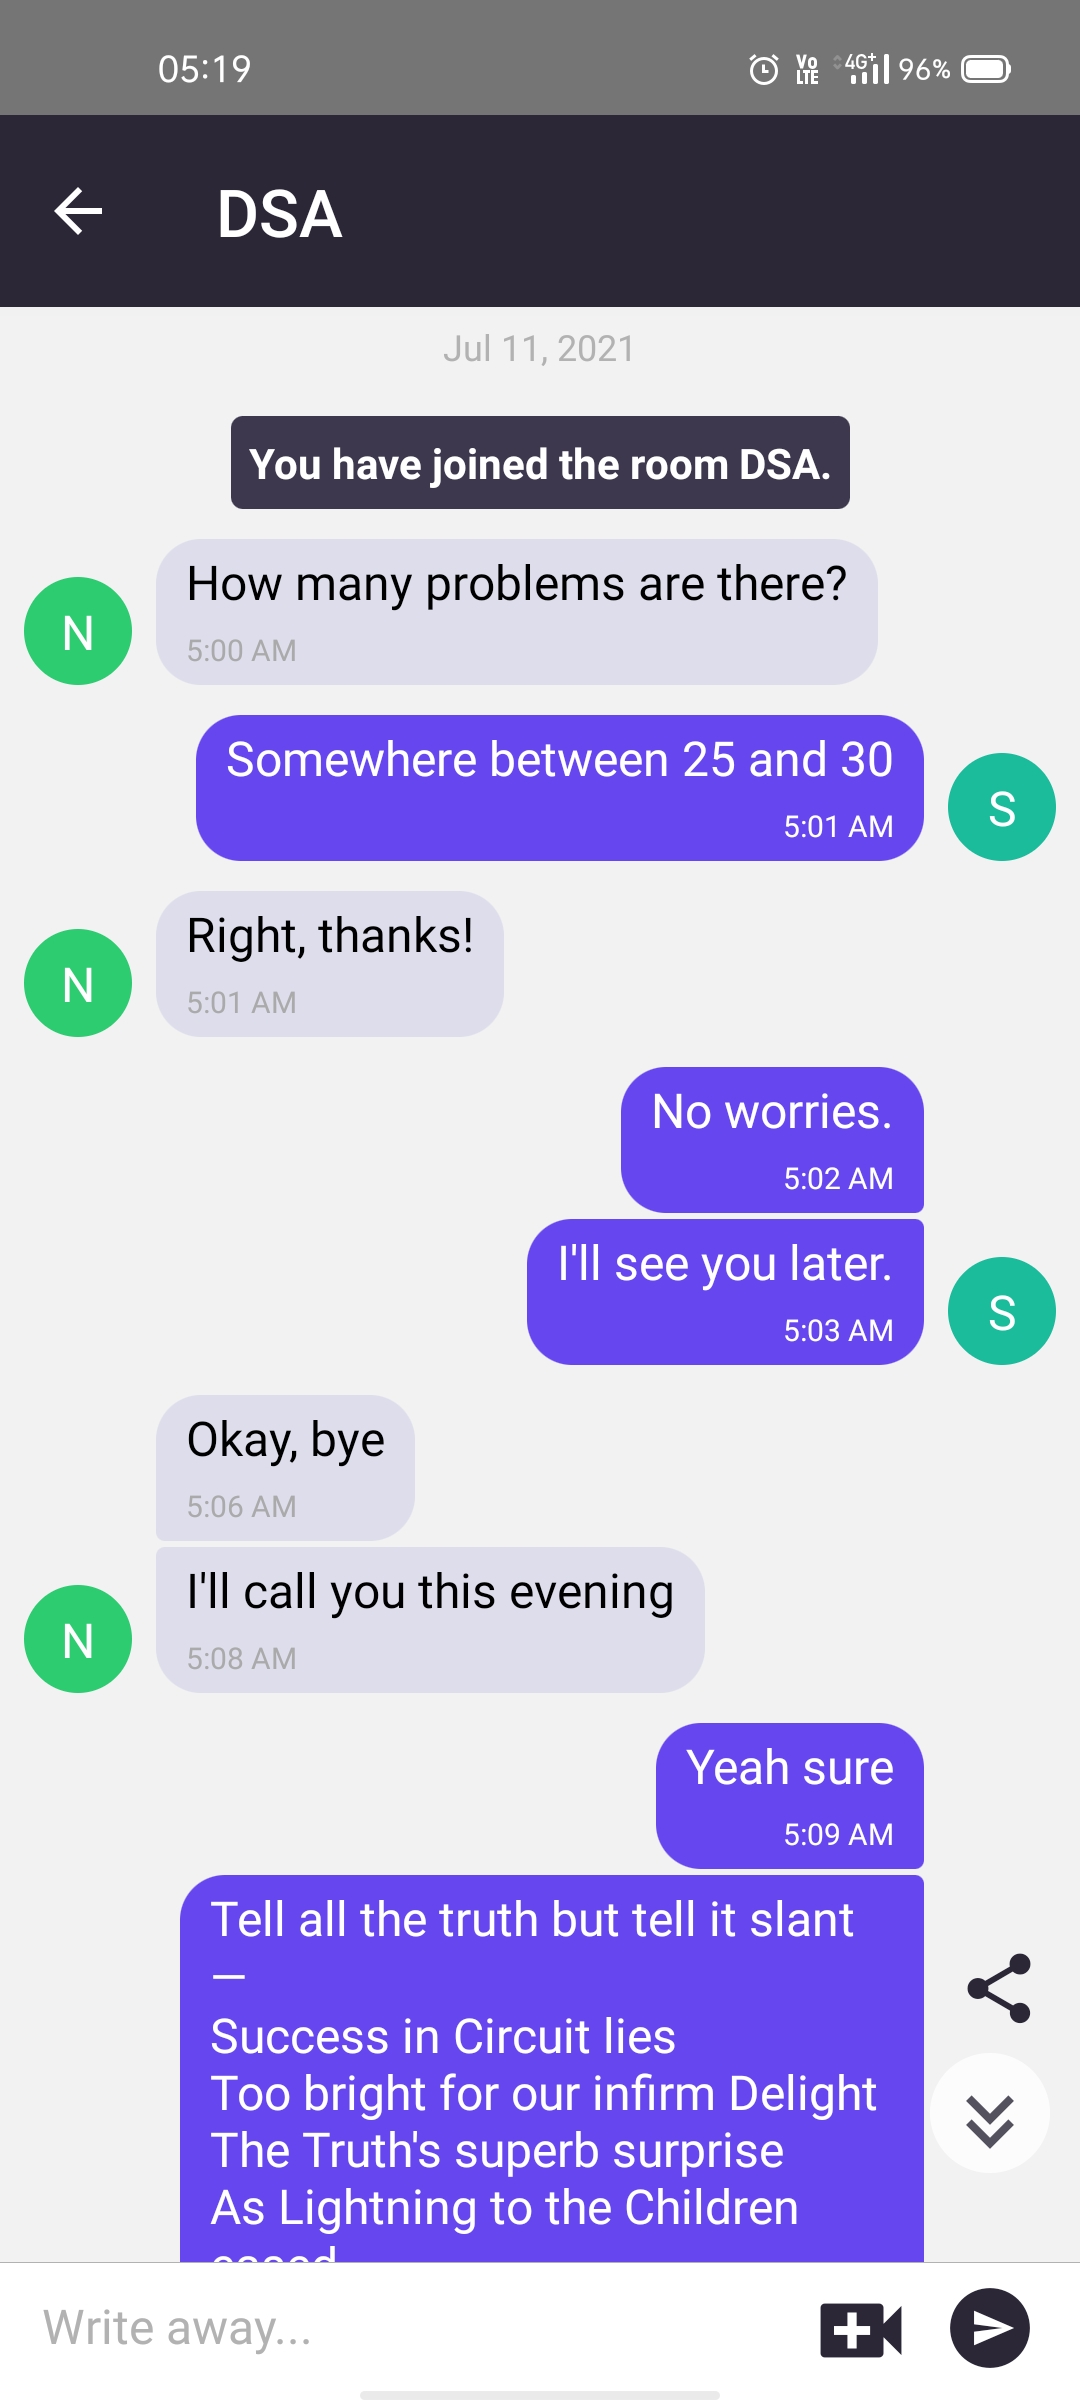 05:19
Vo LTE 4G+ 96%
DSA
Jul 11, 2021
You have joined the room DSA.
How many problems are there?
N
5:00 AM
Somewhere between 25 and 30
S
5:01 AM
Right, thanks!
N
5:01 AM
No worries.
5:02 AM
I'll see you later.
S
5:03 AM
Okay, bye
5:06 AM
I'll call you this evening
N
5:08 AM
Yeah sure
5:09 AM
Tell all the truth but tell it slant
—
Success in Circuit lies
Too bright for our infirm Delight
The Truth's superb surprise
As Lightning to the Children
Write away...